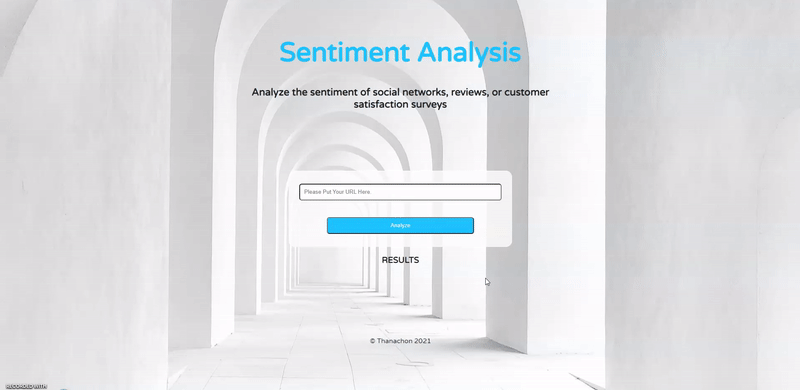 Sentiment Analysis
Analyze the sentiment of social networks, reviews, or customer
satisfaction surveys
Please Put Your URL Here
Analyze
RESULTS
© Thanachon 2021
RECORDED WITH